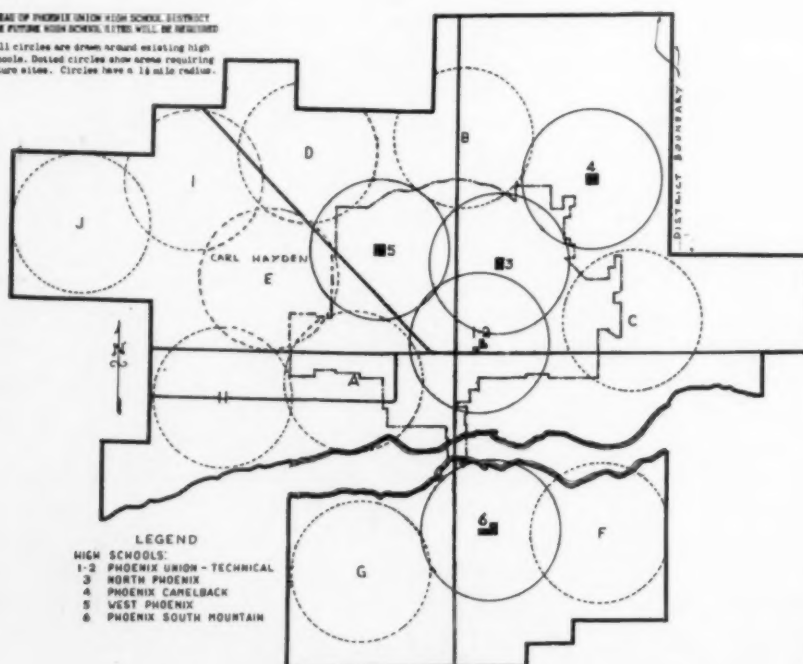 OF PHOENIX UNION HIGH SCHOOL DISTRICT
FUTURE HIGH SCHOOL SITES WILL BE REQUIRED
circles are drawn around existing high
Dotted circles show areas requiring
sites. Circles have a 1½ mile radius.
DISTRICT BOUNDARY
B
D
4
I
J
5
3
CARL HAYDEN
E
C
1-2
N
A
H
6
F
G
LEGEND
HIGH SCHOOLS:
1-2 PHOENIX UNION - TECHNICAL
3 NORTH PHOENIX
4 PHOENIX CAMELBACK
5 WEST PHOENIX
6 PHOENIX SOUTH MOUNTAIN